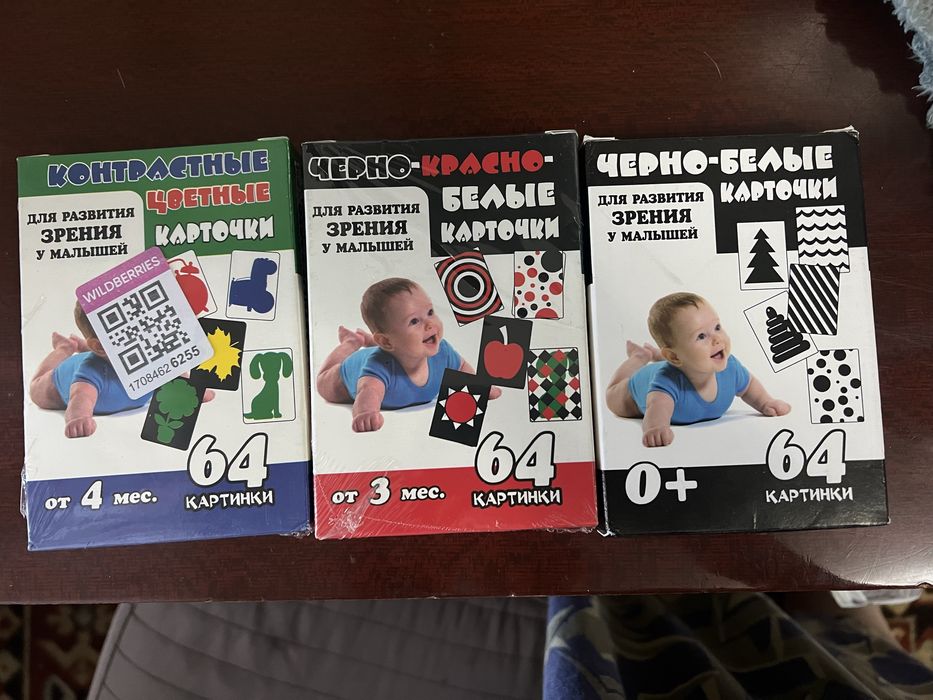 КОНТРАСТНЫЕ
ЦВЕТНЫЕ
КАРТОЧКИ
ДЛЯ РАЗВИТИЯ
ЗРЕНИЯ
У МАЛЫШЕЙ
WILDBERRIES
1708462 6255
64
КАРТИНКИ
от 4 мес.
ЧЕРНО-КРАСНО-
БЕЛЫЕ
КАРТОЧКИ
ДЛЯ РАЗВИТИЯ
ЗРЕНИЯ
У МАЛЫШЕЙ
64
КАРТИНКИ
от 3 мес.
ЧЕРНО-БЕЛЫЕ
КАРТОЧКИ
ДЛЯ РАЗВИТИЯ
ЗРЕНИЯ
У МАЛЫШЕЙ
64
КАРТИНКИ
0+